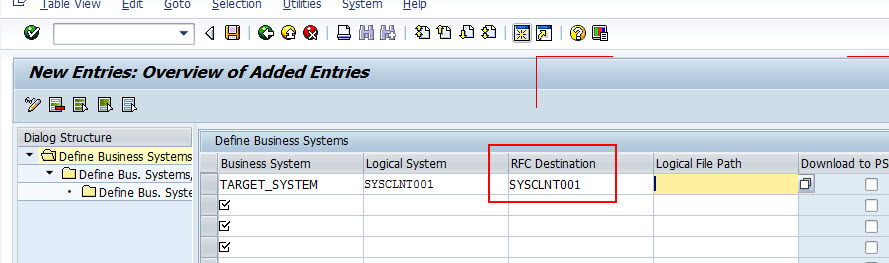 Table View Edit Goto Selection Utilities System Help
New Entries: Overview of Added Entries
Dialog Structure
Define Business Systems
Define Bus. Systems,
Define Bus. Syste
Define Business Systems
Business System Logical System RFC Destination Logical File Path Download to PS
TARGET_SYSTEM SYSCLNT001 SYSCLNT001